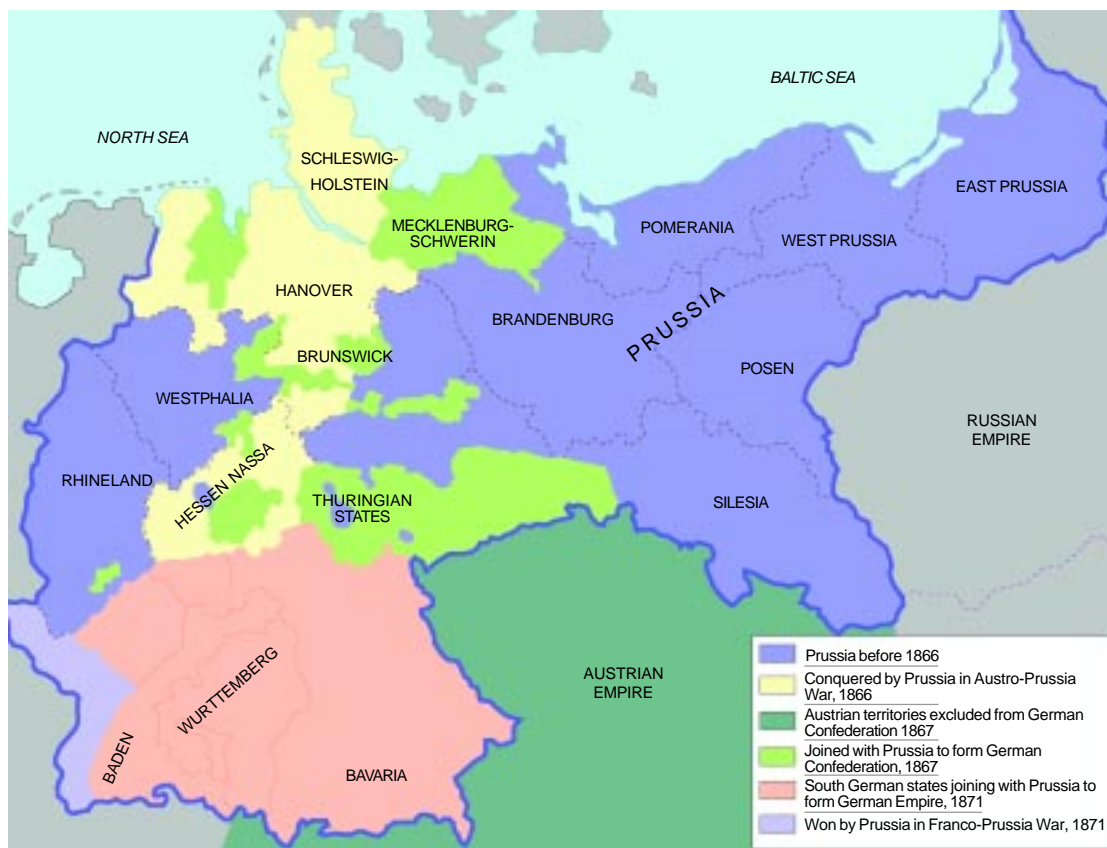 BALTIC SEA
NORTH SEA
SCHLESWIG-
HOLSTEIN
EAST PRUSSIA
MECKLENBURG-
SCHWERIN
POMERANIA
WEST PRUSSIA
HANOVER
BRANDENBURG
PRUSSIA
BRUNSWICK
POSEN
WESTPHALIA
RUSSIAN
EMPIRE
RHINELAND
HESSEN NASSA
THURINGIAN
STATES
SILESIA
AUSTRIAN
EMPIRE
WURTTEMBERG
BADEN
BAVARIA
Prussia before 1866
Conquered by Prussia in Austro-Prussia
War, 1866
Austrian territories excluded from German
Confederation 1867
Joined with Prussia to form German
Confederation, 1867
South German states joining with Prussia to
form German Empire, 1871
Won by Prussia in Franco-Prussia War, 1871